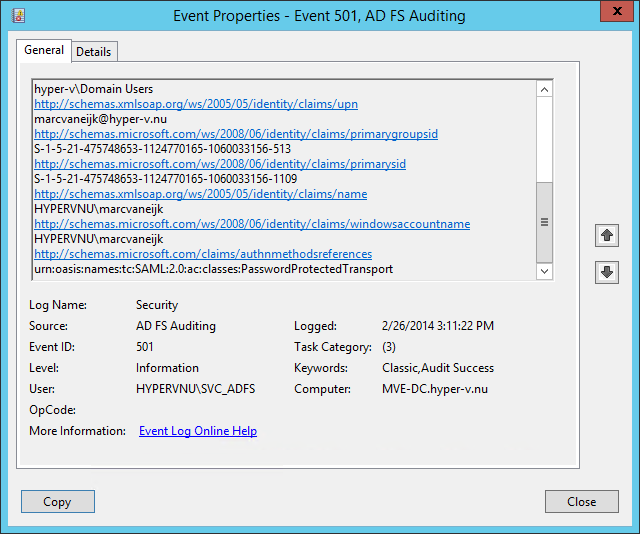 Event Properties - Event 501, AD FS Auditing
x
General Details
hyper-v\Domain Users
http://schemas.xmlsoap.org/ws/2005/05/identity/claims/upn
marcvaneijk@hyper-v.nu
http://schemas.microsoft.com/ws/2008/06/identity/claims/primarygroupsid
S-1-5-21-475748653-1124770165-1060033156-513
http://schemas.microsoft.com/ws/2008/06/identity/claims/primarysid
S-1-5-21-475748653-1124770165-1060033156-1109
http://schemas.xmlsoap.org/ws/2005/05/identity/claims/name
HYPERVNU\marcvaneijk
http://schemas.microsoft.com/ws/2008/06/identity/claims/windowsaccountname
HYPERVNU\marcvaneijk
http://schemas.microsoft.com/claims/authnmethodsreferences
urn:oasis:names:tc:SAML:2.0:ac:classes:PasswordProtectedTransport
Log Name: Security
Source: AD FS Auditing Logged: 2/26/2014 3:11:22 PM
Event ID: 501 Task Category: (3)
Level: Information Keywords: Classic,Audit Success
User: HYPERVNU\SVC_ADFS Computer: MVE-DC.hyper-v.nu
OpCode:
More Information: Event Log Online Help
Copy Close